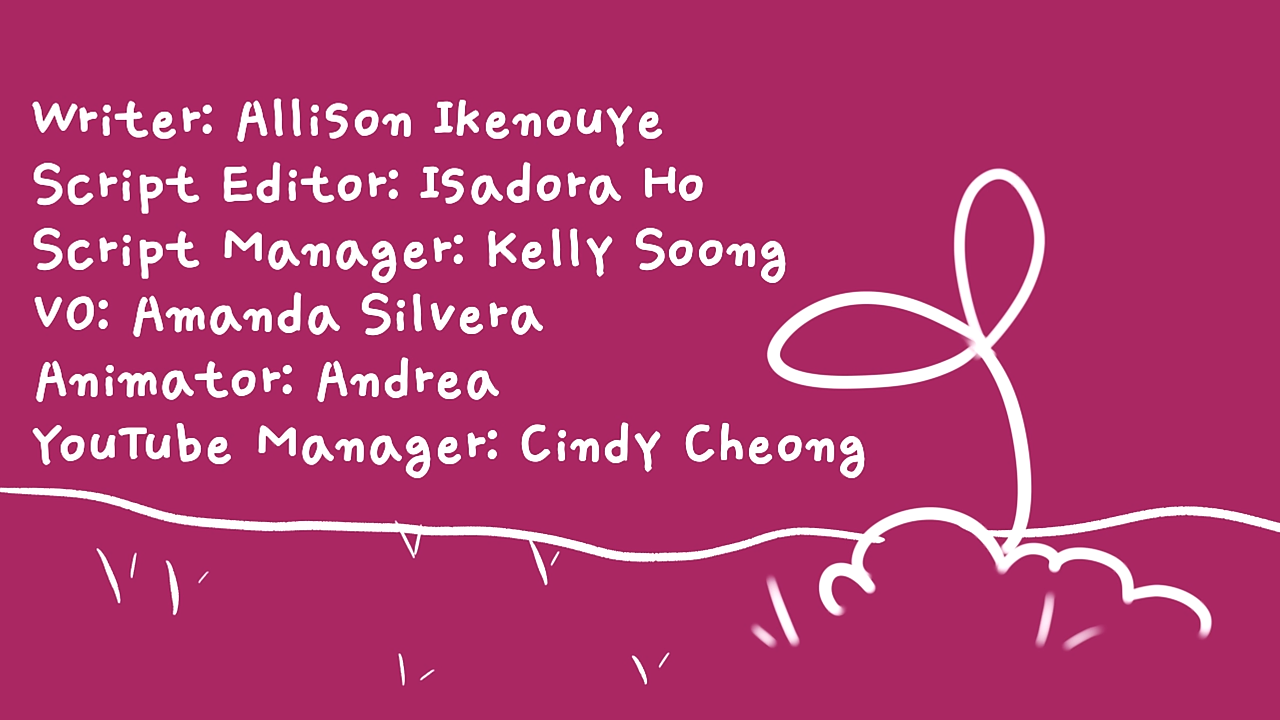 Writer: Allison Ikenouye
Script Editor: Isadora Ho
Script Manager: Kelly Soong
VO: Amanda Silvera
Animator: Andrea
YouTube Manager: Cindy Cheong